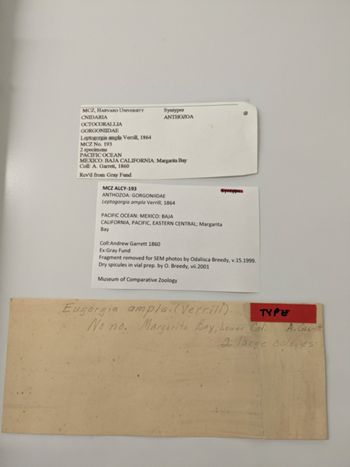 MCZ, HARVARD UNIVERSITY Syntypes
CNIDARIA ANTHOZOA
OCTOCORALLIA
GORGONIIDAE
Leptogorgia ampla Verrill, 1864
MCZ No. 193
2 specimens
PACIFIC OCEAN
MEXICO: BAJA CALIFORNIA: Margarita Bay
Coll: A. Garrett, 1860
Rec'd from: Gray Fund
MCZ ALCY-193 Syntypes
ANTHOZOA: GORGONIIDAE
Leptogorgia ampla Verrill, 1864
PACIFIC OCEAN: MEXICO: BAJA
CALIFORNIA, PACIFIC, EASTERN CENTRAL; Margarita
Bay
Coll:Andrew Garrett 1860
Ex:Gray Fund
Fragment removed for SEM photos by Odalisca Breedy, v.15.1999.
Dry spicules in vial prep. by O. Breedy, vii.2001
Museum of Comparative Zoology
Eugorgia ampla (Verrill) TYPE
No no. Margarita Bay, Lower Cal. A.
2 large colonies